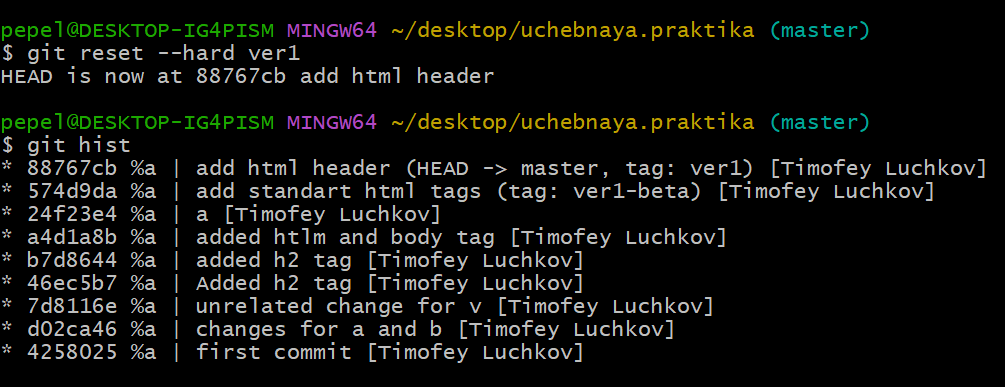 pepel@DESKTOP-IG4PISM MINGW64 ~/desktop/uchebnaya.praktika (master)
$ git reset --hard ver1
HEAD is now at 88767cb add html header
pepel@DESKTOP-IG4PISM MINGW64 ~/desktop/uchebnaya.praktika (master)
$ git hist
* 88767cb %a | add html header (HEAD -> master, tag: ver1) [Timofey Luchkov]
* 574d9da %a | add standart html tags (tag: ver1-beta) [Timofey Luchkov]
* 24f23e4 %a | a [Timofey Luchkov]
* a4d1a8b %a | added htlm and body tag [Timofey Luchkov]
* b7d8644 %a | added h2 tag [Timofey Luchkov]
* 46ec5b7 %a | Added h2 tag [Timofey Luchkov]
* 7d8116e %a | unrelated change for v [Timofey Luchkov]
* d02ca46 %a | changes for a and b [Timofey Luchkov]
* 4258025 %a | first commit [Timofey Luchkov]